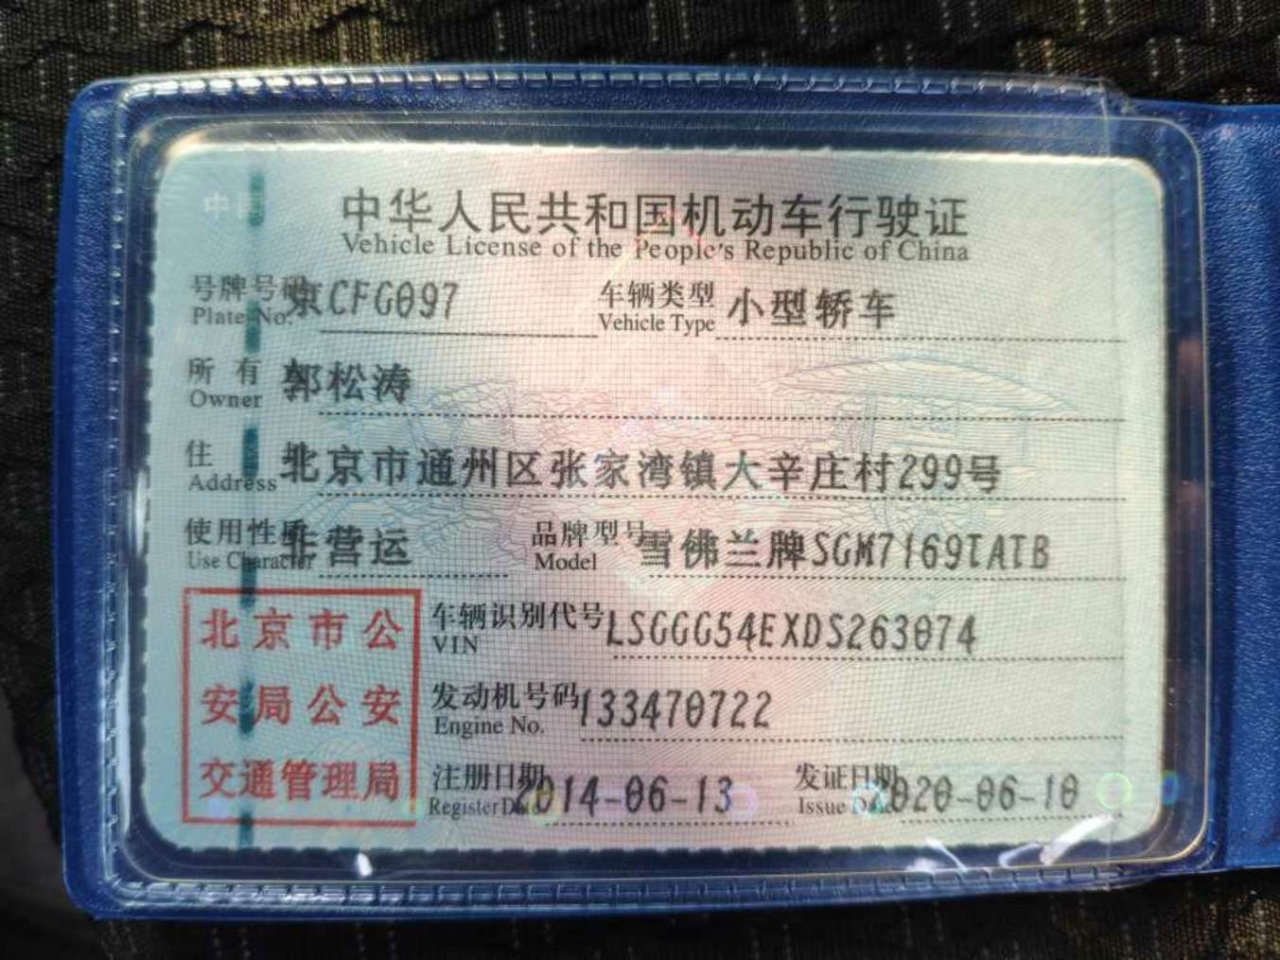 中华人民共和国机动车行驶证
Vehicle License of the People's Republic of China
号牌号码 京CFG097 车辆类型 小型轿车
Plate No. Vehicle Type
所有 郭松涛
Owner
住 北京市通州区张家湾镇大辛庄村299号
Address
使用性质 非营运 品牌型号 雪佛兰牌SGM7169IATB
Use Character Model
北京市公
安局公安
交通管理局
车辆识别代号 LSGGG54EXDS263074
VIN
发动机号码 133470722
Engine No.
注册日期 2014-06-13 发证日期 2020-06-10
Register Date Issue Date